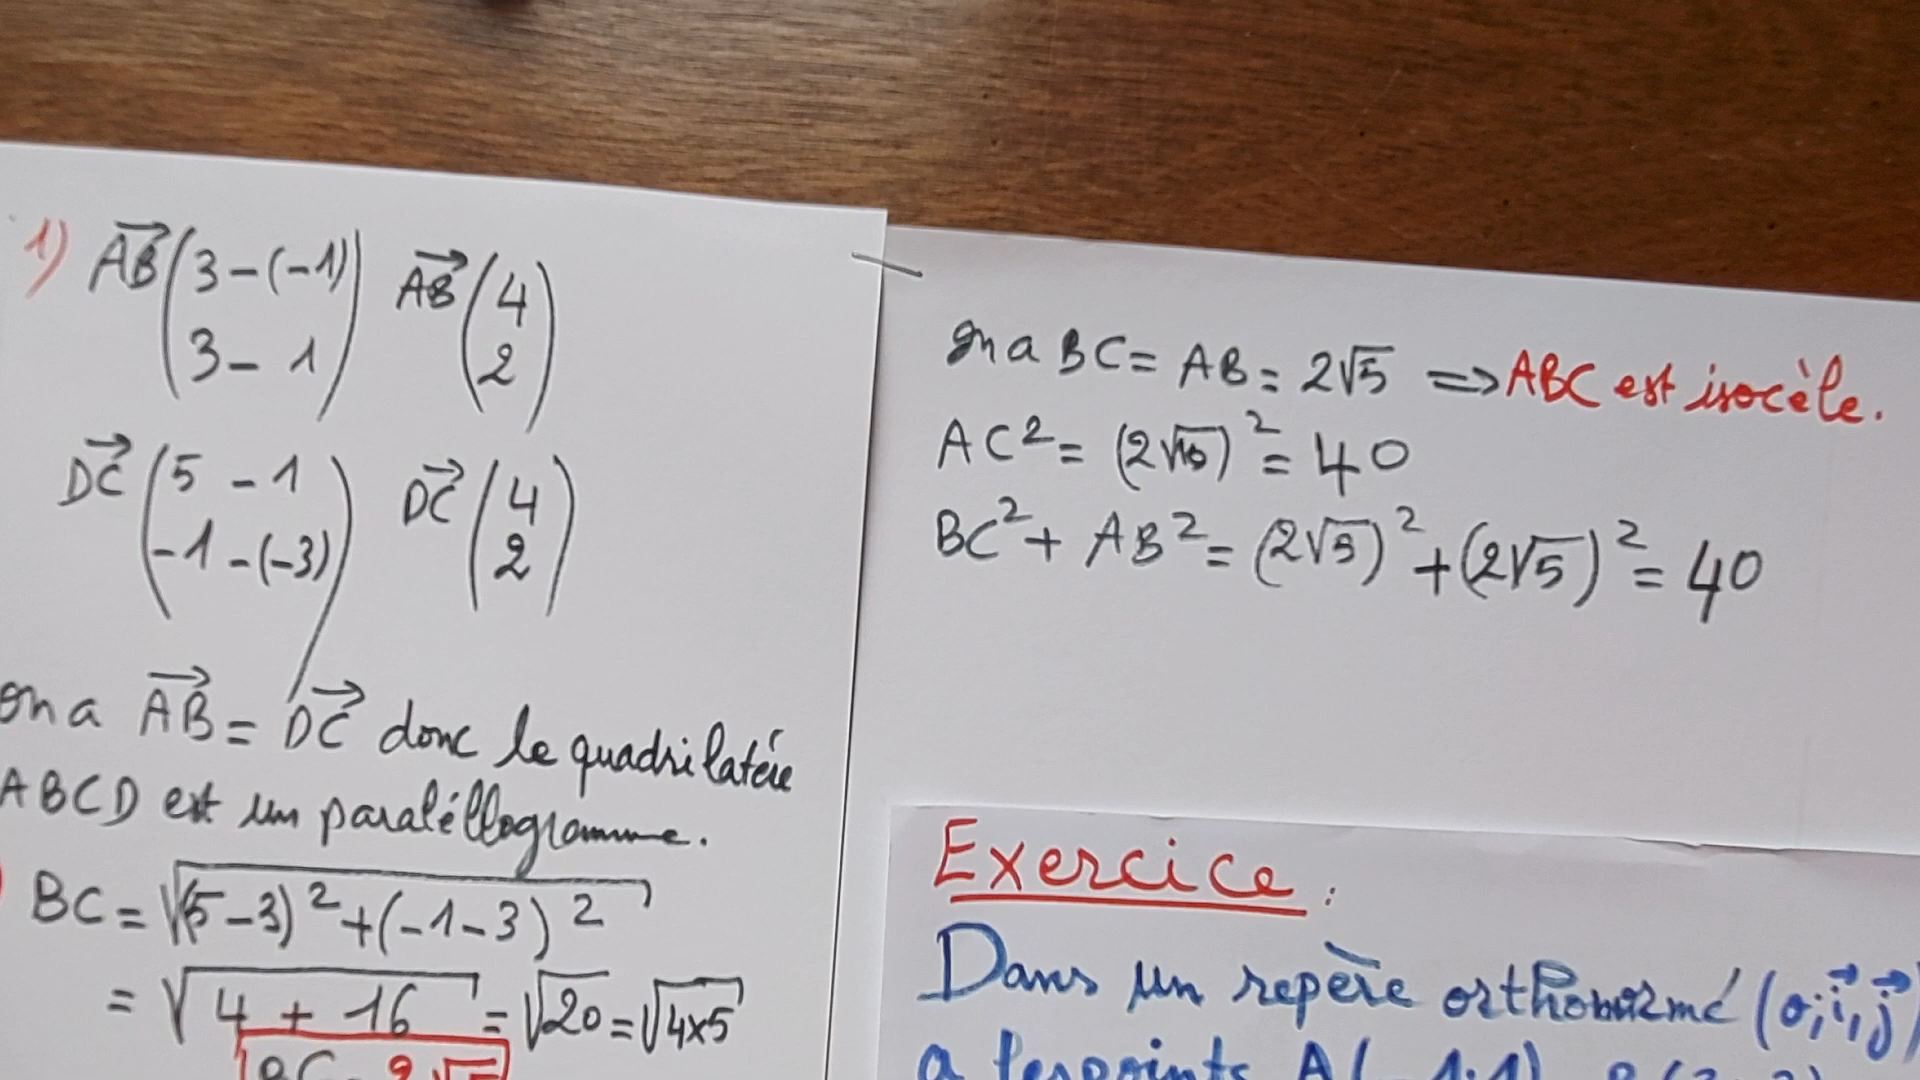 1) AB→ (3-(-1) AB→ (4
3-1) 2)
DC→ (5-1 DC→ (4
-1-(-3)) 2)
on a AB→ = DC→ donc le quadrilatére
ABCD est un paraléllogramme.
BC = √(5-3)² + (-1-3)²
= √4+16 = √20 = √4×5
on a BC = AB = 2√5 ⟹ ABC est isocèle.
AC² = (2√10)² = 40
BC² + AB² = (2√5)² + (2√5)² = 40
Exercice :
Dans un repère orthonormé (o; i→, j→)